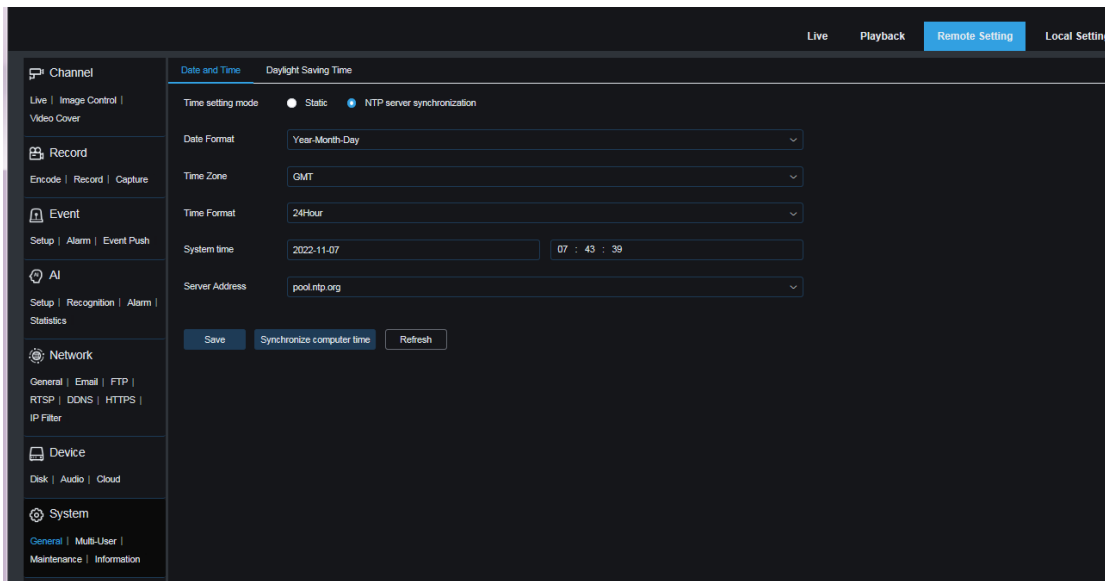 Live Playback Remote Setting Local Settin
Channel
Live | Image Control |
Video Cover
Record
Encode | Record | Capture
Event
Setup | Alarm | Event Push
AI
Setup | Recognition | Alarm |
Statistics
Network
General | Email | FTP |
RTSP | DDNS | HTTPS |
IP Filter
Device
Disk | Audio | Cloud
System
General | Multi-User |
Maintenance | Information
Date and Time Daylight Saving Time
Time setting mode Static NTP server synchronization
Date Format Year-Month-Day
Time Zone GMT
Time Format 24Hour
System time 2022-11-07 07 : 43 : 39
Server Address pool.ntp.org
Save Synchronize computer time Refresh